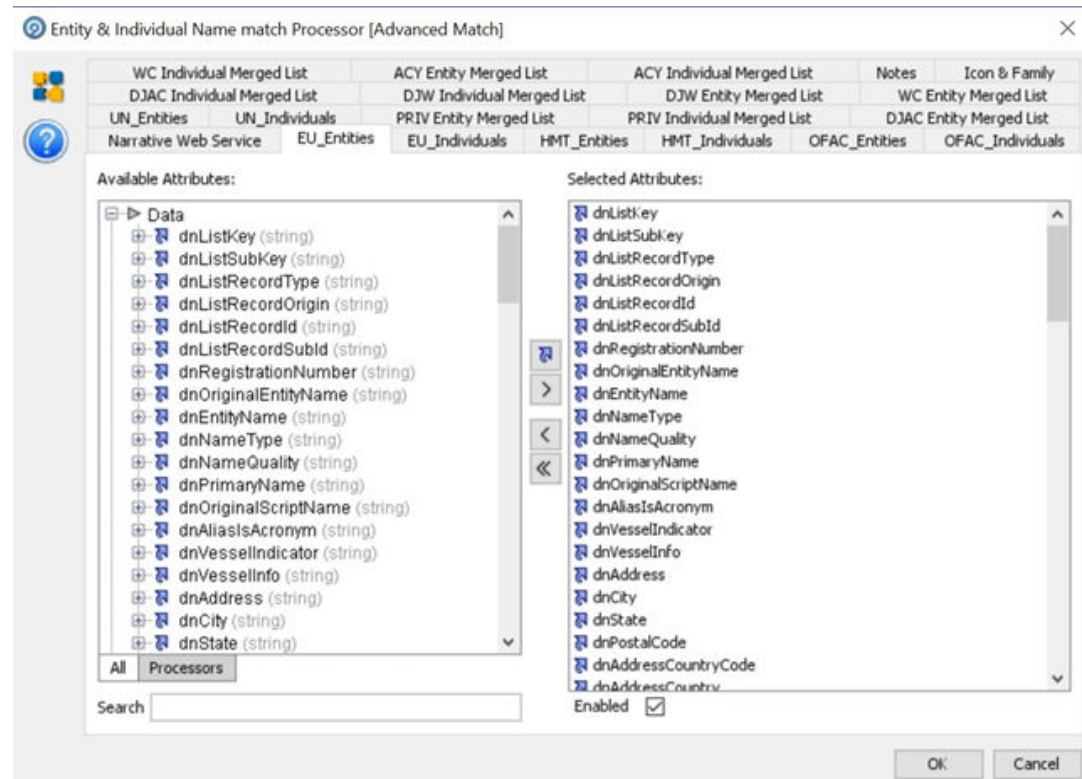 Entity & Individual Name match Processor [Advanced Match]
WC Individual Merged List ACY Entity Merged List ACY Individual Merged List Notes Icon & Family
DJAC Individual Merged List DJW Individual Merged List DJW Entity Merged List WC Entity Merged List
UN_Entities UN_Individuals PRIV Entity Merged List PRIV Individual Merged List DJAC Entity Merged List
Narrative Web Service EU_Entities EU_Individuals HMT_Entities HMT_Individuals OFAC_Entities OFAC_Individuals
Available Attributes:
Data
dnListKey (string)
dnListSubKey (string)
dnListRecordType (string)
dnListRecordOrigin (string)
dnListRecordId (string)
dnListRecordSubId (string)
dnRegistrationNumber (string)
dnOriginalEntityName (string)
dnEntityName (string)
dnNameType (string)
dnNameQuality (string)
dnPrimaryName (string)
dnOriginalScriptName (string)
dnAliasIsAcronym (string)
dnVesselIndicator (string)
dnVesselInfo (string)
dnAddress (string)
dnCity (string)
dnState (string)
All Processors
Search
Selected Attributes:
dnListKey
dnListSubKey
dnListRecordType
dnListRecordOrigin
dnListRecordId
dnListRecordSubId
dnRegistrationNumber
dnOriginalEntityName
dnEntityName
dnNameType
dnNameQuality
dnPrimaryName
dnOriginalScriptName
dnAliasIsAcronym
dnVesselIndicator
dnVesselInfo
dnAddress
dnCity
dnState
dnPostalCode
dnAddressCountryCode
dnAddressCountry
Enabled
OK Cancel